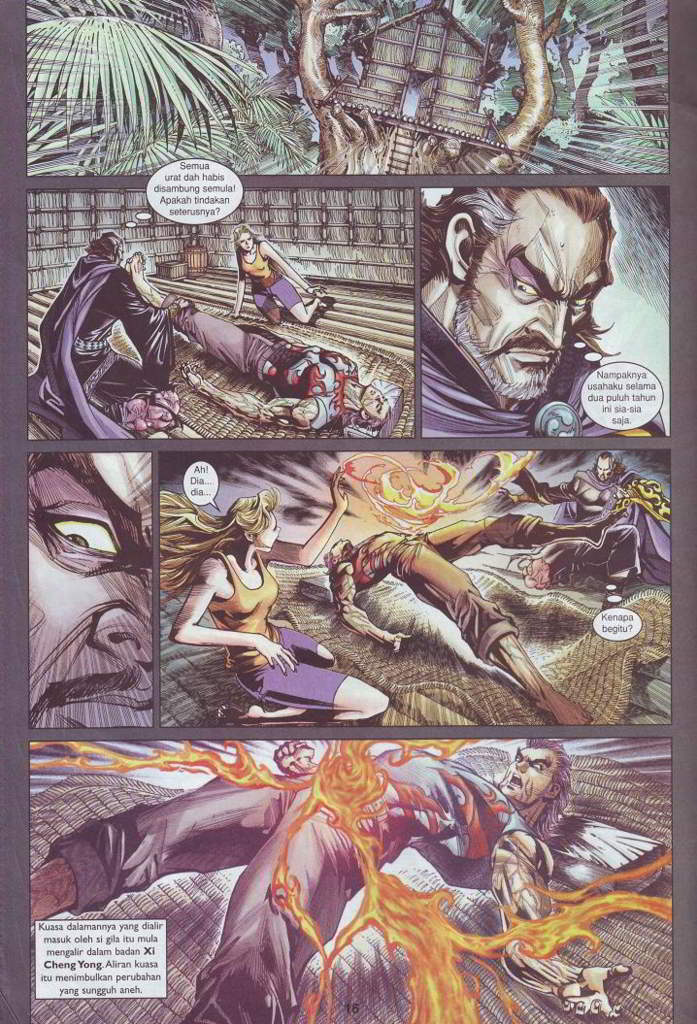 Semua
urat dah habis
disambung semula!
Apakah tindakan
seterusnya?
Nampaknya
usahaku selama
dua puluh tahun
ini sia-sia
saja.
Ah!
Dia....
dia...
Kenapa
begitu?
Kuasa dalamannya yang dialir
masuk oleh si gila itu mula
mengalir dalam badan Xi
Cheng Yong. Aliran kuasa
itu menimbulkan perubahan
yang sungguh aneh.
16